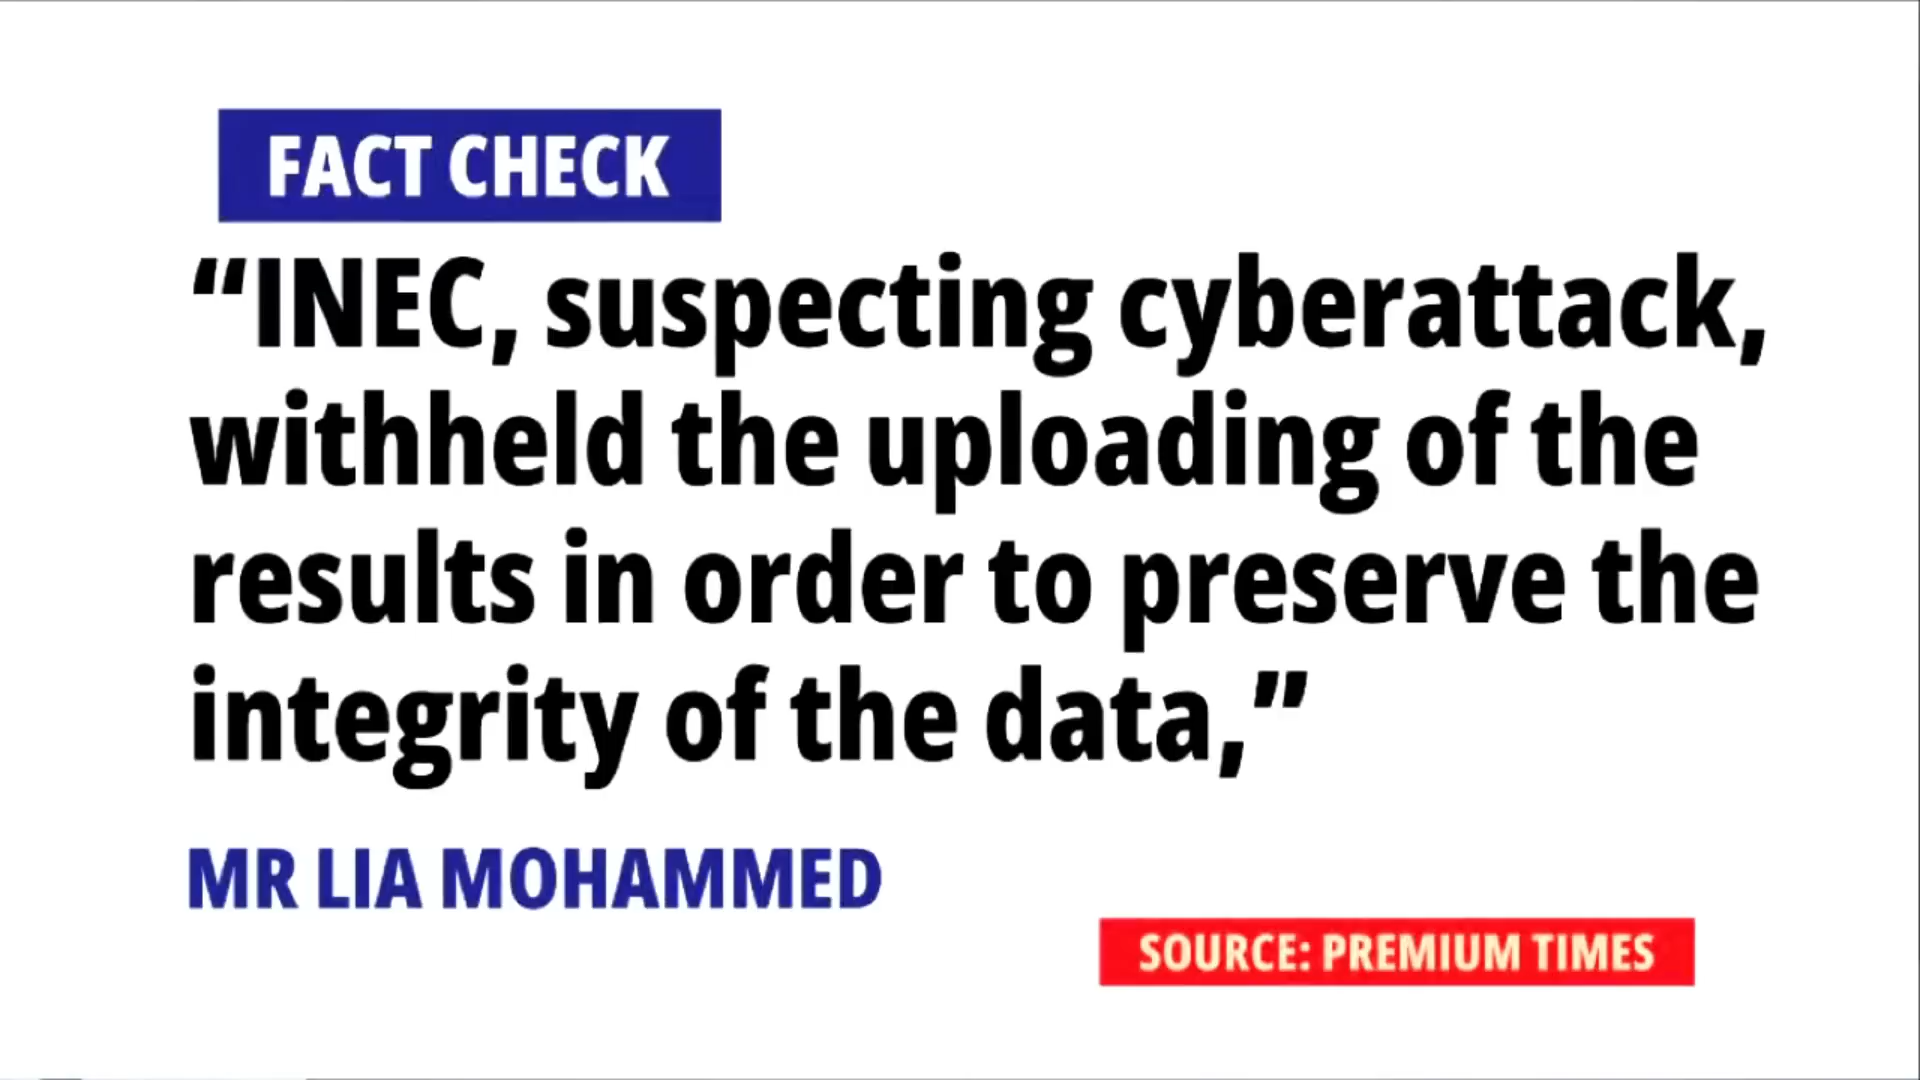 FACT CHECK
“INEC, suspecting cyberattack,
withheld the uploading of the
results in order to preserve the
integrity of the data,”
MR LIA MOHAMMED
SOURCE: PREMIUM TIMES